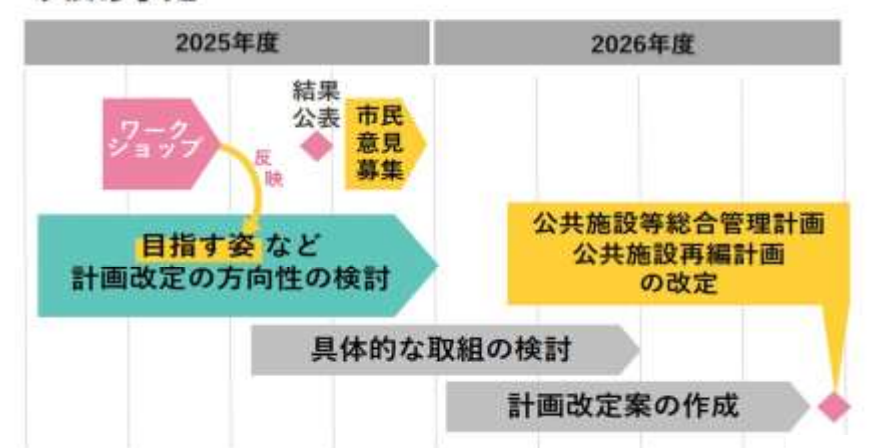 2025年度
2026年度
ワーク
ショップ
反
映
結果
公表
市民
意見
募集
目指す姿 など
計画改定の方向性の検討
公共施設等総合管理計画
公共施設再編計画
の改定
具体的な取組の検討
計画改定案の作成